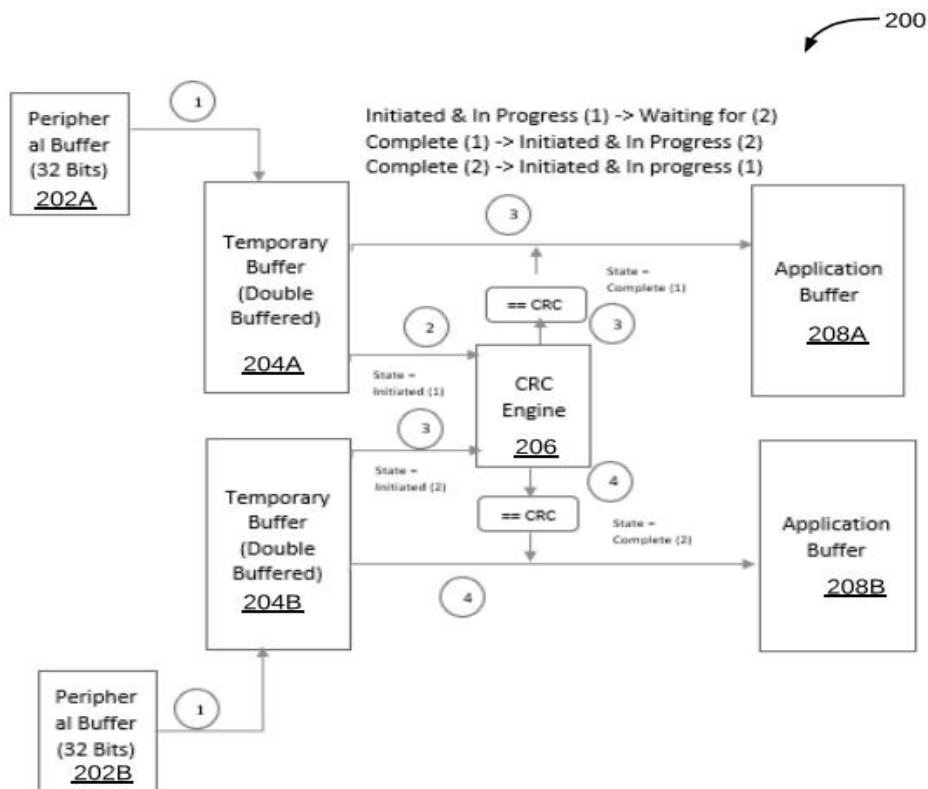 200
1
Peripher
al Buffer
(32 Bits)
202A
Initiated & In Progress (1) -> Waiting for (2)
Complete (1) -> Initiated & In Progress (2)
Complete (2) -> Initiated & In progress (1)
Temporary
Buffer
(Double
Buffered)
204A
3
State =
Complete (1)
== CRC
3
Application
Buffer
208A
2
State =
Initiated (1)
CRC
Engine
206
3
State =
Initiated (2)
4
== CRC
State =
Complete (2)
Temporary
Buffer
(Double
Buffered)
204B
4
Application
Buffer
208B
Peripher
al Buffer
(32 Bits)
202B
1